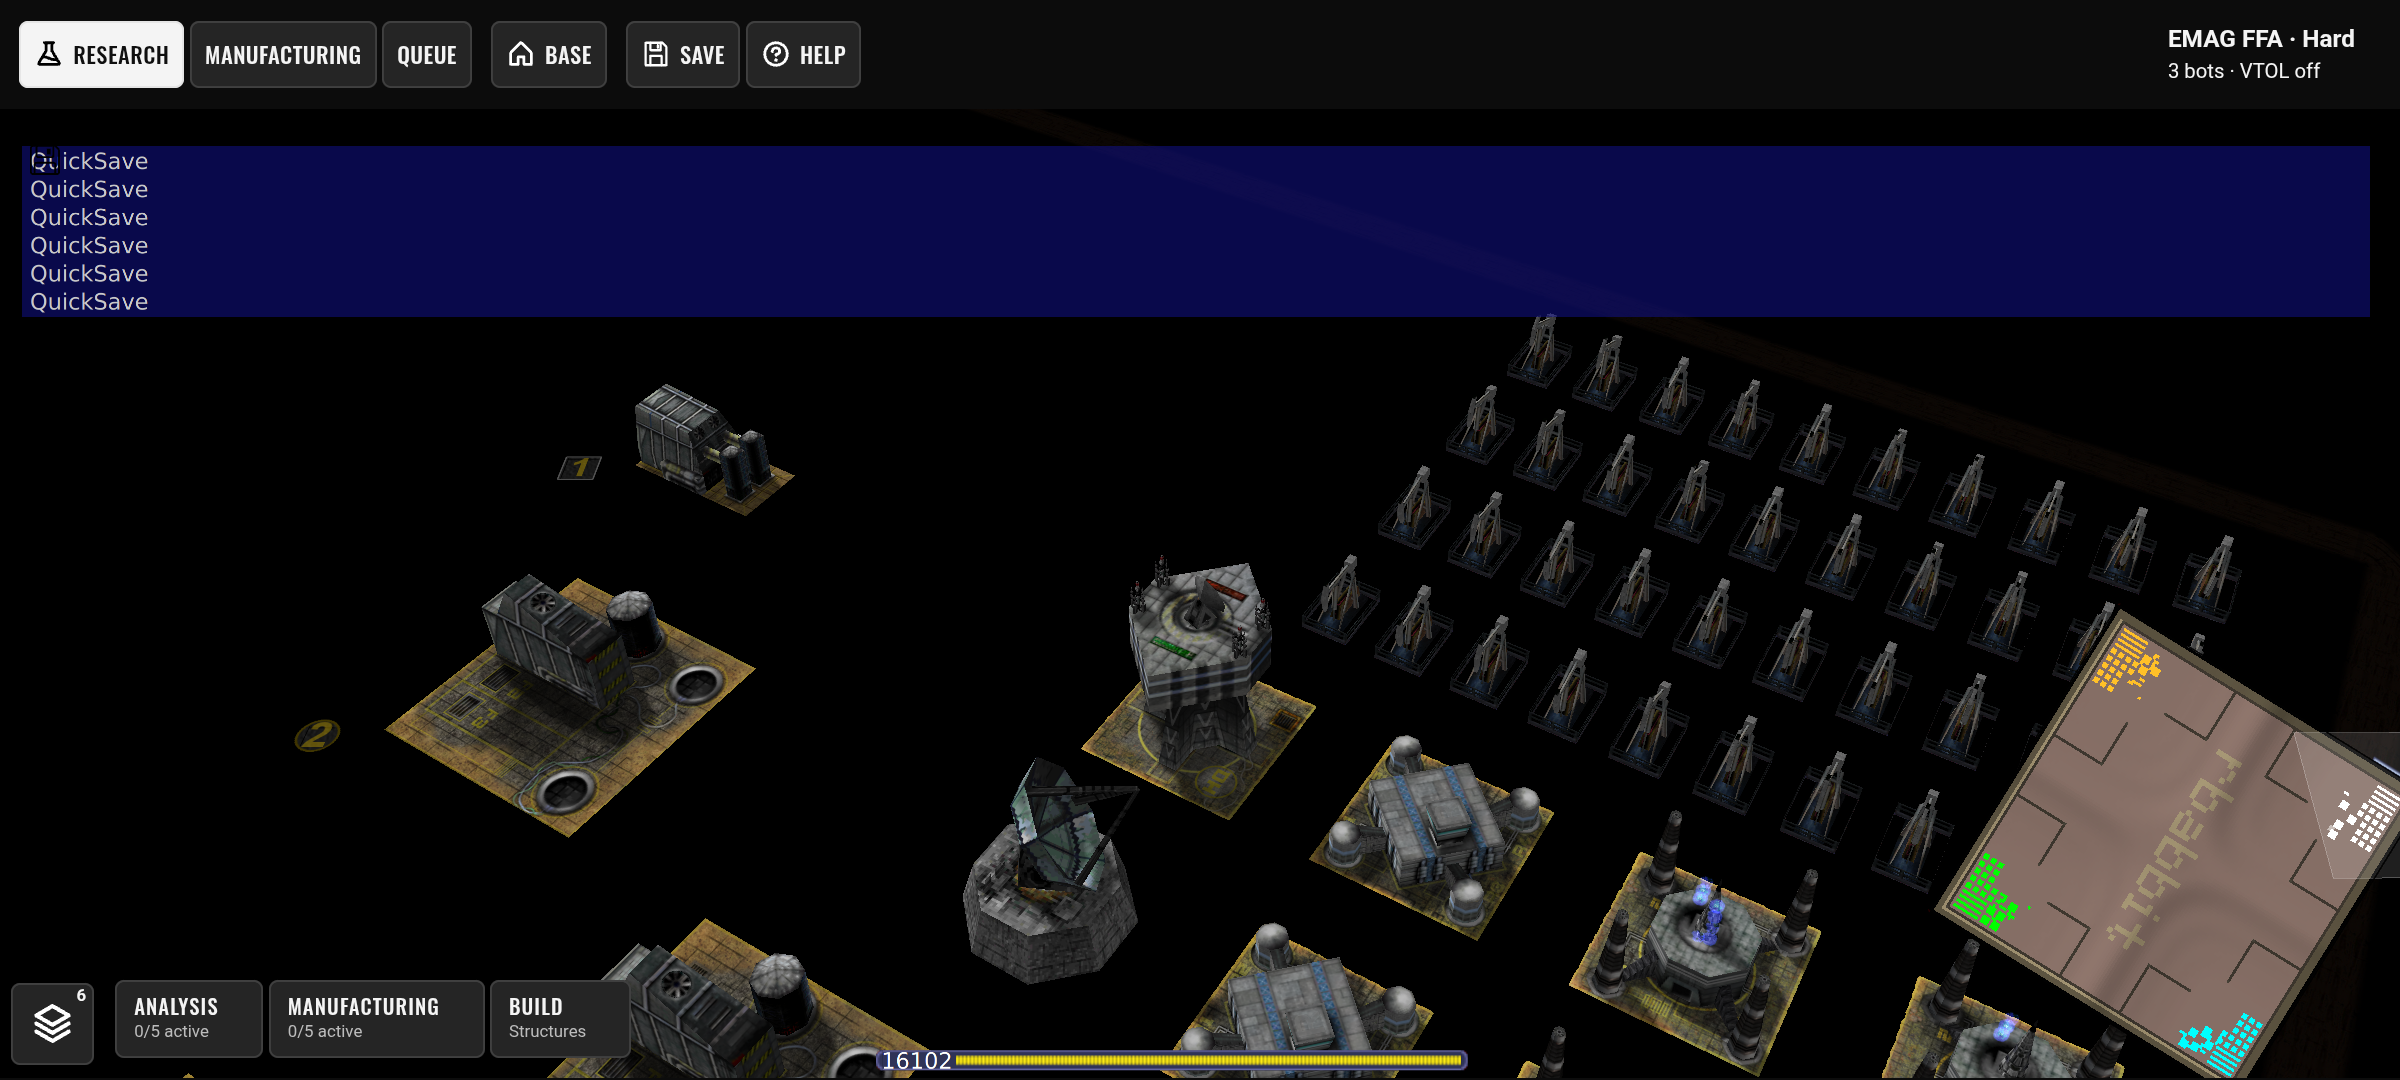 RESEARCH
MANUFACTURING
QUEUE
BASE
SAVE
HELP
EMAG FFA · Hard
3 bots · VTOL off
QuickSave
QuickSave
QuickSave
QuickSave
QuickSave
QuickSave
1
2
rbabbit
6
ANALYSIS
0/5 active
MANUFACTURING
0/5 active
BUILD
Structures
16102